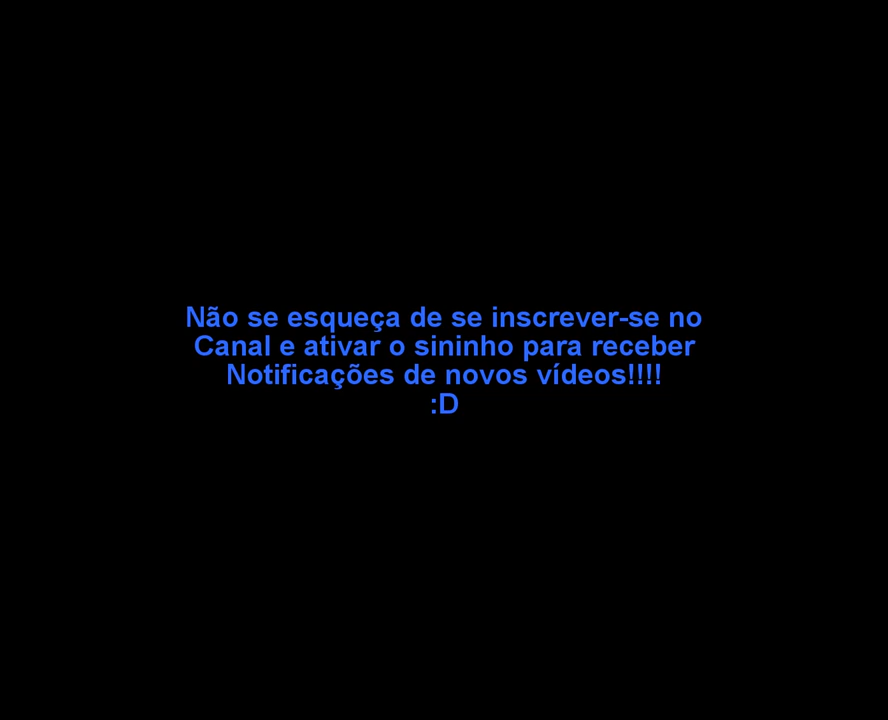 Não se esqueça de se inscrever-se no
Canal e ativar o sininho para receber
Notificações de novos vídeos!!!!
:D